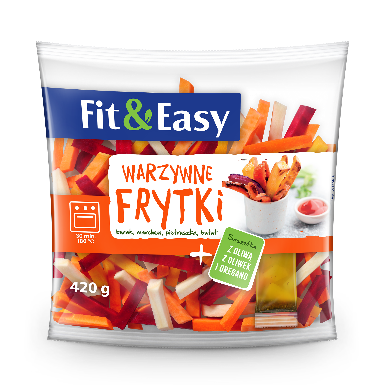 Fit&Easy
WARZYWNE
FRYTKI
burak, marchew, pietruszka, batat
+
30 min
180°C
Saszetka
Z OLIWĄ
Z OLIWEK
I OREGANO
420 g